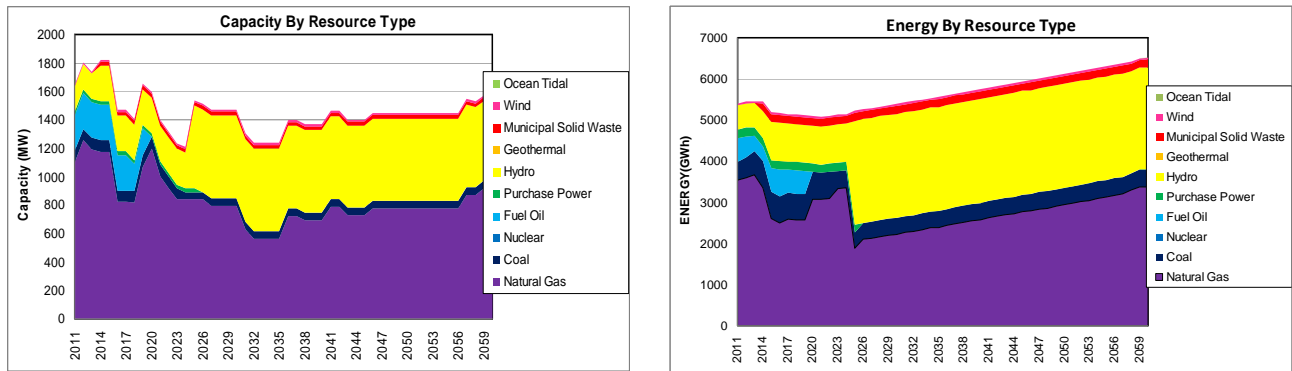 Capacity By Resource Type
Capacity (MW)
2000
1800
1600
1400
1200
1000
800
600
400
200
0
2011
2014
2017
2020
2023
2026
2029
2032
2035
2038
2041
2044
2047
2050
2053
2056
2059
Ocean Tidal
Wind
Municipal Solid Waste
Geothermal
Hydro
Purchase Power
Fuel Oil
Nuclear
Coal
Natural Gas
Energy By Resource Type
ENERGY(GWh)
7000
6000
5000
4000
3000
2000
1000
0
2011
2014
2017
2020
2023
2026
2029
2032
2035
2038
2041
2044
2047
2050
2053
2056
2059
Ocean Tidal
Wind
Municipal Solid Waste
Geothermal
Hydro
Purchase Power
Fuel Oil
Nuclear
Coal
Natural Gas